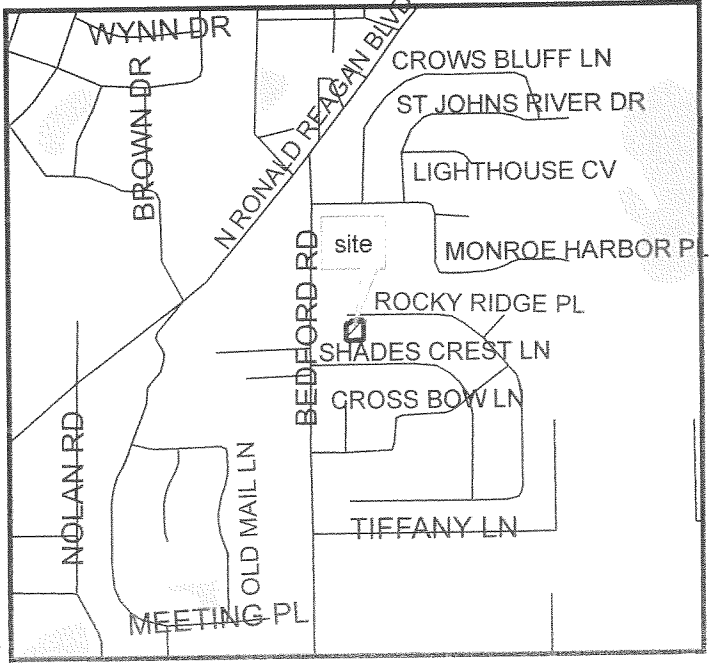 WYNN DR
BROWN DR
N RONALD REAGAN BLVD
CROWS BLUFF LN
ST JOHNS RIVER DR
LIGHTHOUSE CV
site
MONROE HARBOR PL
BEDFORD RD
ROCKY RIDGE PL
SHADES CREST LN
CROSS BOW LN
NOLAN RD
OLD MAIL LN
TIFFANY LN
MEETING PL